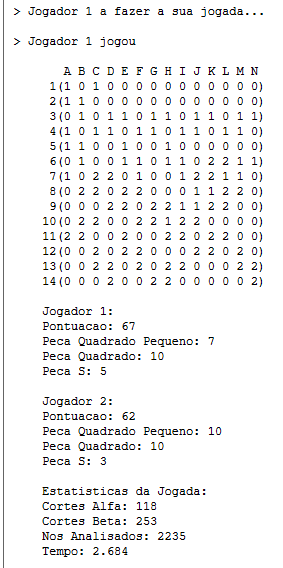 > Jogador 1 a fazer a sua jogada...
> Jogador 1 jogou
A B C D E F G H I J K L M N
1(1 0 1 0 0 0 0 0 0 0 0 0 0 0)
2(1 1 0 0 0 0 0 0 0 0 0 0 0 0)
3(0 1 0 1 1 0 1 1 0 1 1 0 1 1)
4(1 0 1 1 0 1 1 0 1 1 0 1 1 0)
5(1 1 0 0 1 0 0 1 0 0 0 0 0 0)
6(0 1 0 0 1 1 0 1 1 0 2 2 1 1)
7(1 0 2 2 0 1 0 0 1 2 2 1 1 0)
8(0 2 2 0 2 2 0 0 0 1 1 2 2 0)
9(0 0 0 2 2 0 2 2 1 1 2 2 0 0)
10(0 2 2 0 0 2 2 1 2 2 0 0 0 0)
11(2 2 0 0 2 0 0 2 2 0 2 2 0 0)
12(0 0 2 0 2 2 0 0 0 2 2 0 2 0)
13(0 0 2 2 0 2 0 2 2 0 0 0 2 2)
14(0 0 0 2 0 0 2 2 0 0 0 0 0 2)
Jogador 1:
Pontuacao: 67
Peca Quadrado Pequeno: 7
Peca Quadrado: 10
Peca S: 5
Jogador 2:
Pontuacao: 62
Peca Quadrado Pequeno: 10
Peca Quadrado: 10
Peca S: 3
Estatisticas da Jogada:
Cortes Alfa: 118
Cortes Beta: 253
Nos Analisados: 2235
Tempo: 2.684